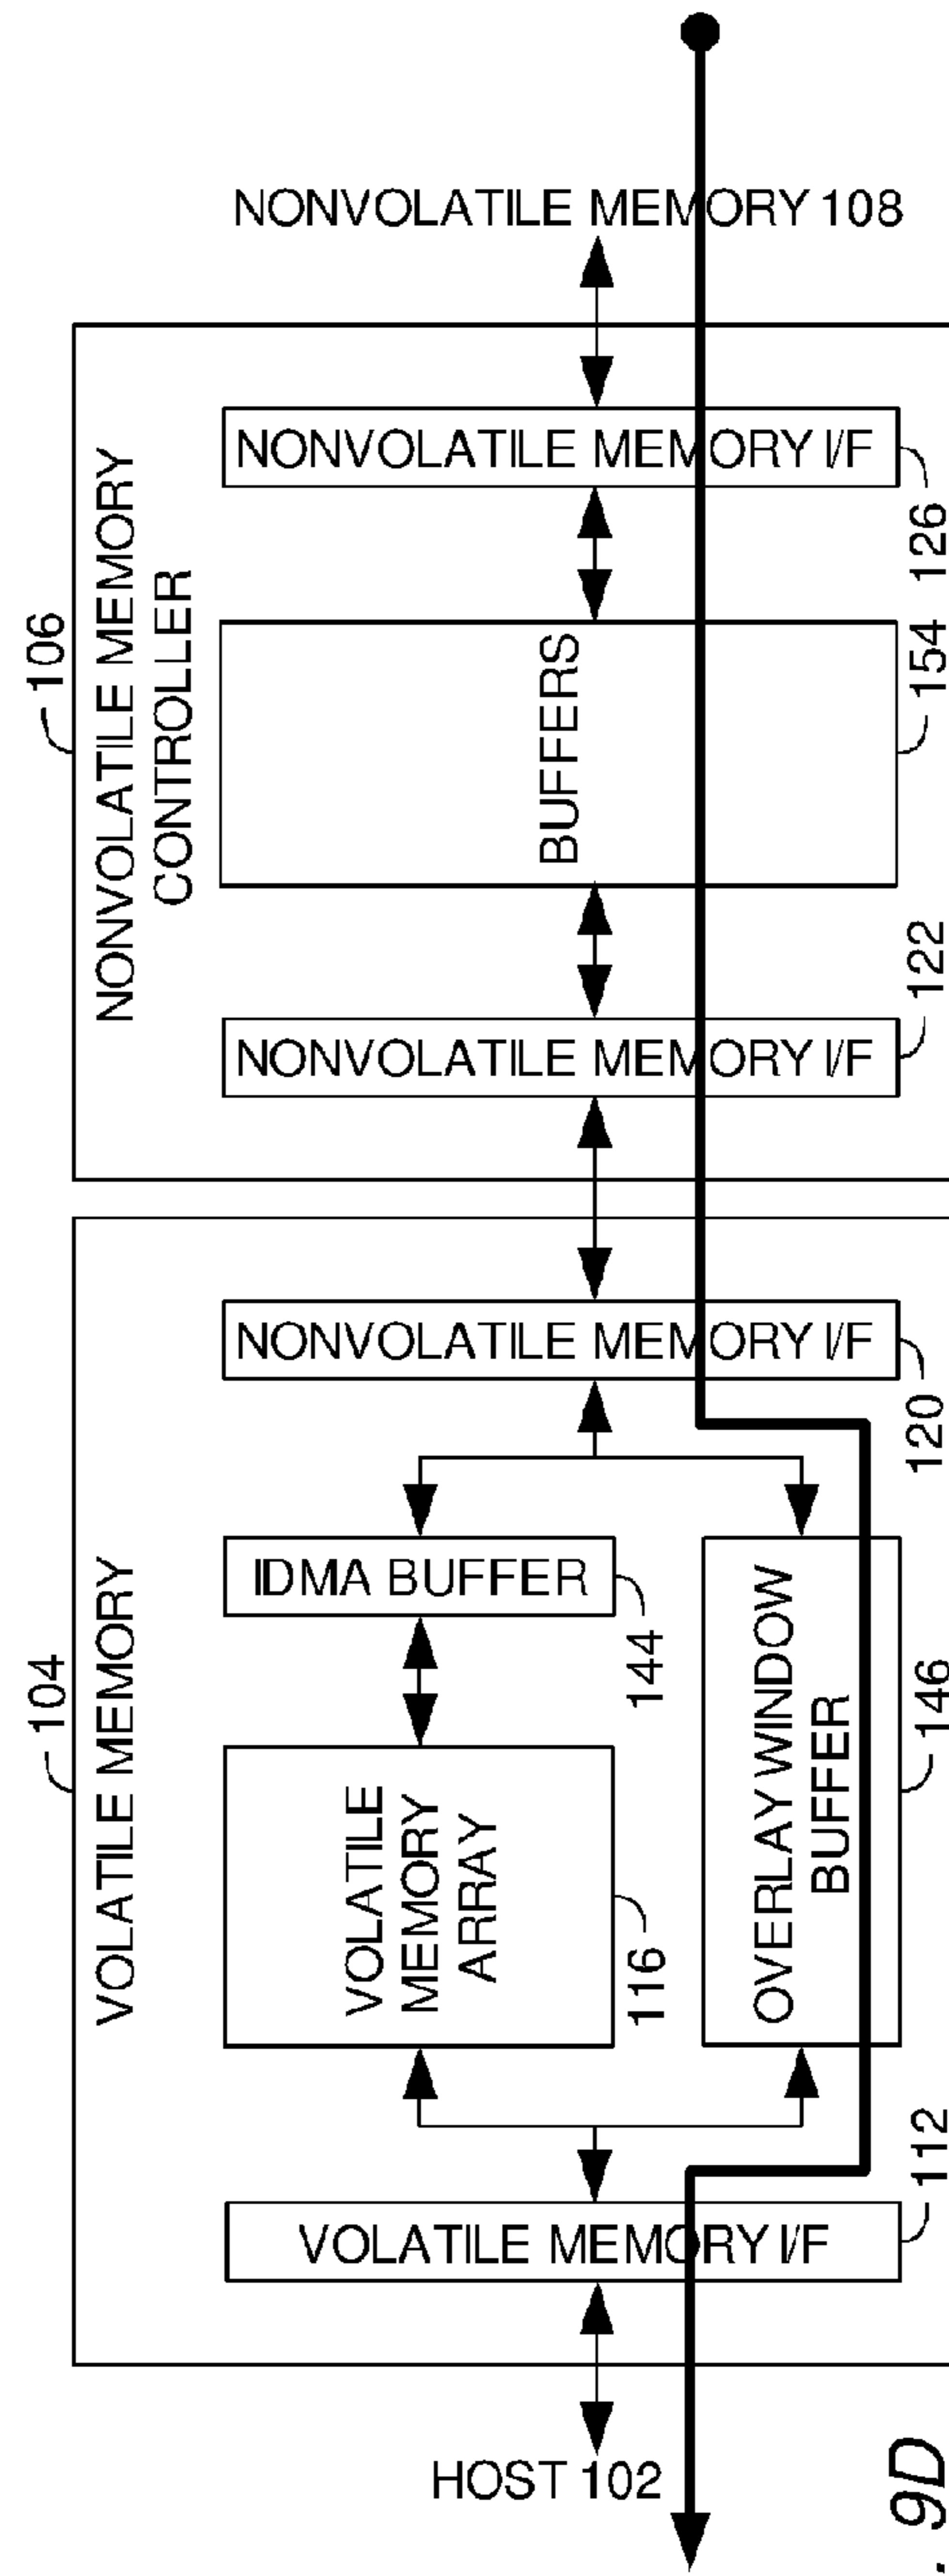 NONVOLATILE MEMORY 108
106
NONVOLATILE MEMORY
CONTROLLER
NONVOLATILE MEMORY I/F
126
BUFFERS
154
NONVOLATILE MEMORY I/F
122
104
VOLATILE MEMORY
NONVOLATILE MEMORY I/F
120
IDMA BUFFER
144
VOLATILE
MEMORY
ARRAY
116
OVERLAY WINDOW
BUFFER
146
VOLATILE MEMORY I/F
112
HOST 102
. 9D